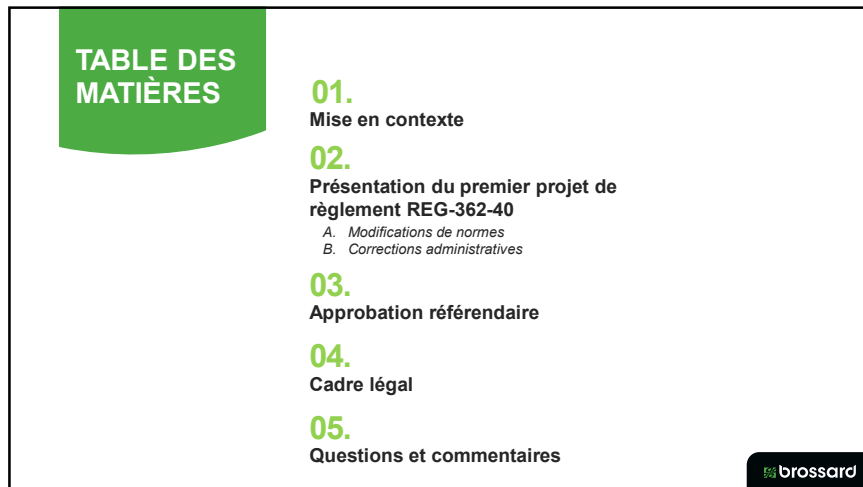 TABLE DES
MATIÈRES
01.
Mise en contexte
02.
Présentation du premier projet de
règlement REG-362-40
A. Modifications de normes
B. Corrections administratives
03.
Approbation référendaire
04.
Cadre légal
05.
Questions et commentaires
brossard